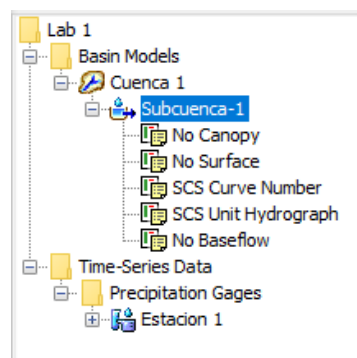 Lab 1
Basin Models
Cuenca 1
Subcuenca-1
No Canopy
No Surface
SCS Curve Number
SCS Unit Hydrograph
No Baseflow
Time-Series Data
Precipitation Gages
Estacion 1